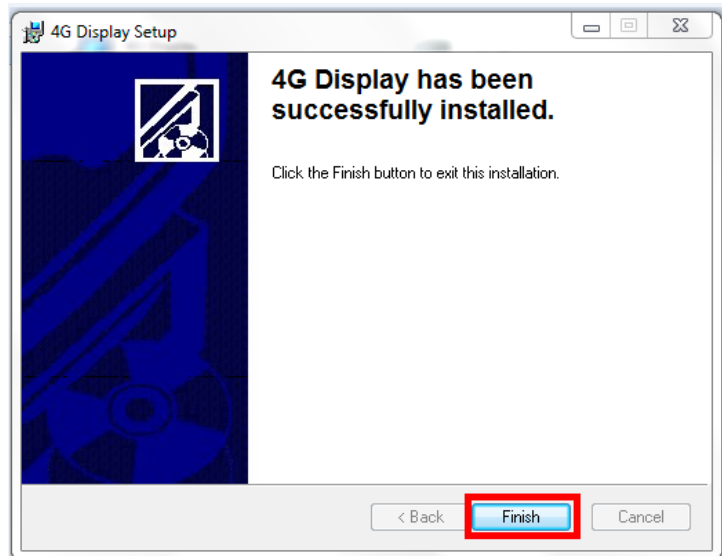 4G Display Setup
4G Display has been
successfully installed.
Click the Finish button to exit this installation.
< Back
Finish
Cancel